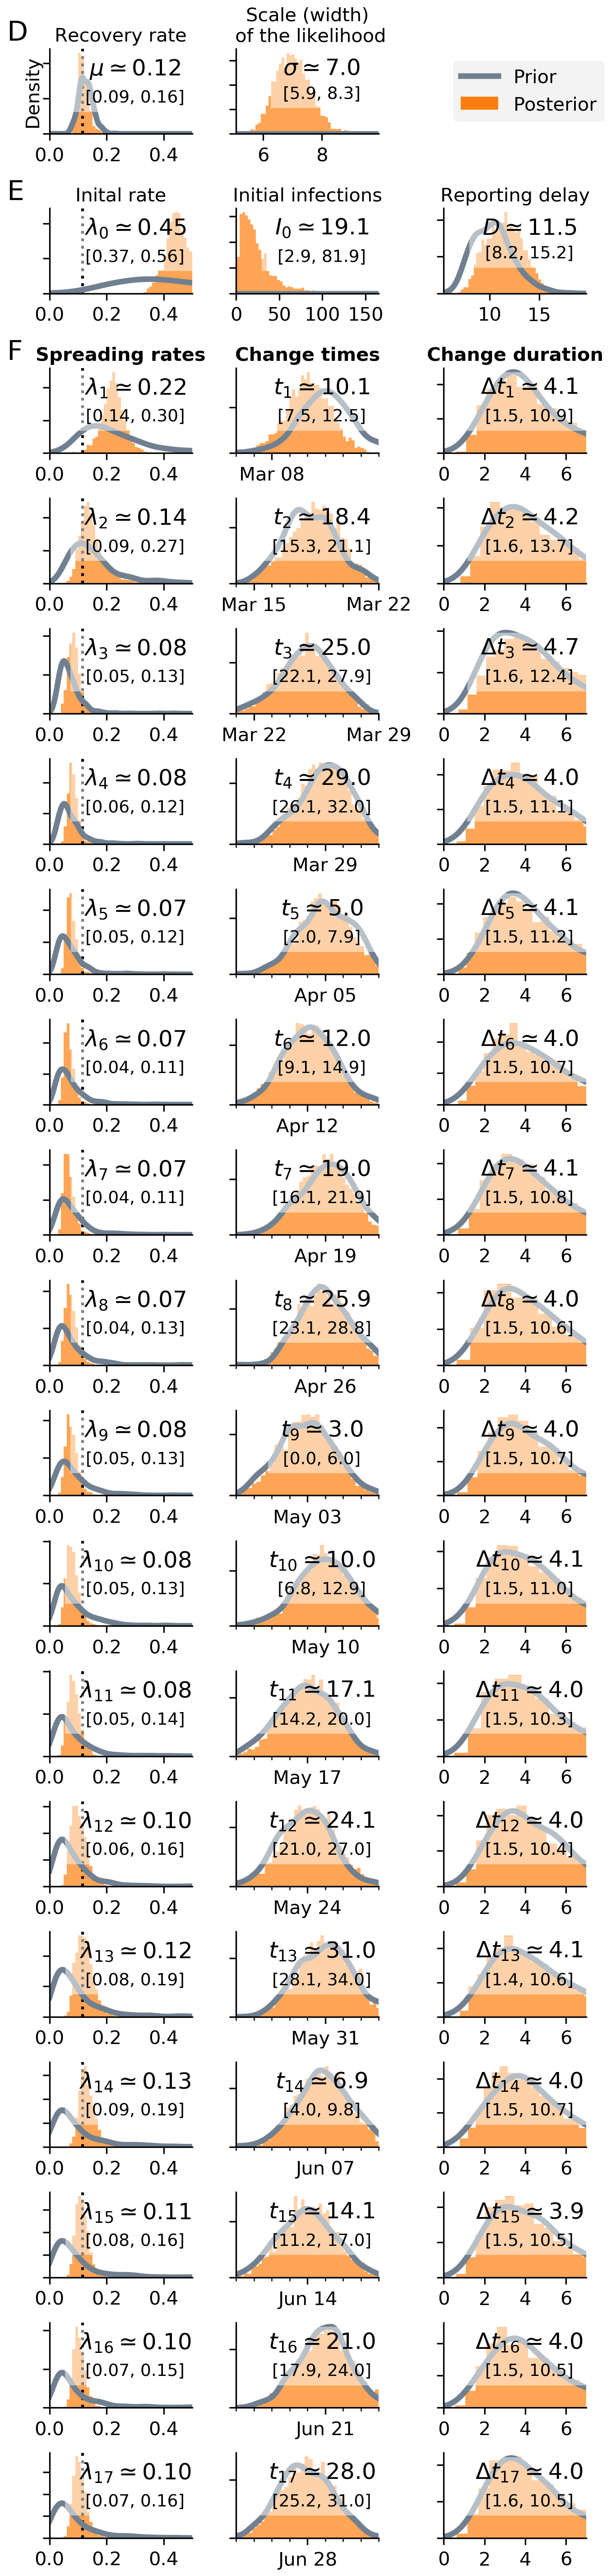 D
Recovery rate
Scale (width)
of the likelihood
Density
μ ≃ 0.12
[0.09, 0.16]
0.0 0.2 0.4
σ ≃ 7.0
[5.9, 8.3]
6 8
Prior
Posterior
E
Inital rate
λ0 ≃ 0.45
[0.37, 0.56]
0.0 0.2 0.4
Initial infections
I0 ≃ 19.1
[2.9, 81.9]
0 50 100 150
Reporting delay
D ≃ 11.5
[8.2, 15.2]
10 15
F
Spreading rates Change times Change duration
λ1 ≃ 0.22 t1 ≃ 10.1 Δt1 ≃ 4.1
[0.14, 0.30] [7.5, 12.5] [1.5, 10.9]
0.0 0.2 0.4 Mar 08 0 2 4 6
λ2 ≃ 0.14 t2 ≃ 18.4 Δt2 ≃ 4.2
[0.09, 0.27] [15.3, 21.1] [1.6, 13.7]
0.0 0.2 0.4 Mar 15 Mar 22 0 2 4 6
λ3 ≃ 0.08 t3 ≃ 25.0 Δt3 ≃ 4.7
[0.05, 0.13] [22.1, 27.9] [1.6, 12.4]
0.0 0.2 0.4 Mar 22 Mar 29 0 2 4 6
λ4 ≃ 0.08 t4 ≃ 29.0 Δt4 ≃ 4.0
[0.06, 0.12] [26.1, 32.0] [1.5, 11.1]
0.0 0.2 0.4 Mar 29 0 2 4 6
λ5 ≃ 0.07 t5 ≃ 5.0 Δt5 ≃ 4.1
[0.05, 0.12] [2.0, 7.9] [1.5, 11.2]
0.0 0.2 0.4 Apr 05 0 2 4 6
λ6 ≃ 0.07 t6 ≃ 12.0 Δt6 ≃ 4.0
[0.04, 0.11] [9.1, 14.9] [1.5, 10.7]
0.0 0.2 0.4 Apr 12 0 2 4 6
λ7 ≃ 0.07 t7 ≃ 19.0 Δt7 ≃ 4.1
[0.04, 0.11] [16.1, 21.9] [1.5, 10.8]
0.0 0.2 0.4 Apr 19 0 2 4 6
λ8 ≃ 0.07 t8 ≃ 25.9 Δt8 ≃ 4.0
[0.04, 0.13] [23.1, 28.8] [1.5, 10.6]
0.0 0.2 0.4 Apr 26 0 2 4 6
λ9 ≃ 0.08 t9 ≃ 3.0 Δt9 ≃ 4.0
[0.05, 0.13] [0.0, 6.0] [1.5, 10.7]
0.0 0.2 0.4 May 03 0 2 4 6
λ10 ≃ 0.08 t10 ≃ 10.0 Δt10 ≃ 4.1
[0.05, 0.13] [6.8, 12.9] [1.5, 11.0]
0.0 0.2 0.4 May 10 0 2 4 6
λ11 ≃ 0.08 t11 ≃ 17.1 Δt11 ≃ 4.0
[0.05, 0.14] [14.2, 20.0] [1.5, 10.3]
0.0 0.2 0.4 May 17 0 2 4 6
λ12 ≃ 0.10 t12 ≃ 24.1 Δt12 ≃ 4.0
[0.06, 0.16] [21.0, 27.0] [1.5, 10.4]
0.0 0.2 0.4 May 24 0 2 4 6
λ13 ≃ 0.12 t13 ≃ 31.0 Δt13 ≃ 4.1
[0.08, 0.19] [28.1, 34.0] [1.4, 10.6]
0.0 0.2 0.4 May 31 0 2 4 6
λ14 ≃ 0.13 t14 ≃ 6.9 Δt14 ≃ 4.0
[0.09, 0.19] [4.0, 9.8] [1.5, 10.7]
0.0 0.2 0.4 Jun 07 0 2 4 6
λ15 ≃ 0.11 t15 ≃ 14.1 Δt15 ≃ 3.9
[0.08, 0.16] [11.2, 17.0] [1.5, 10.5]
0.0 0.2 0.4 Jun 14 0 2 4 6
λ16 ≃ 0.10 t16 ≃ 21.0 Δt16 ≃ 4.0
[0.07, 0.15] [17.9, 24.0] [1.5, 10.5]
0.0 0.2 0.4 Jun 21 0 2 4 6
λ17 ≃ 0.10 t17 ≃ 28.0 Δt17 ≃ 4.0
[0.07, 0.16] [25.2, 31.0] [1.6, 10.5]
0.0 0.2 0.4 Jun 28 0 2 4 6